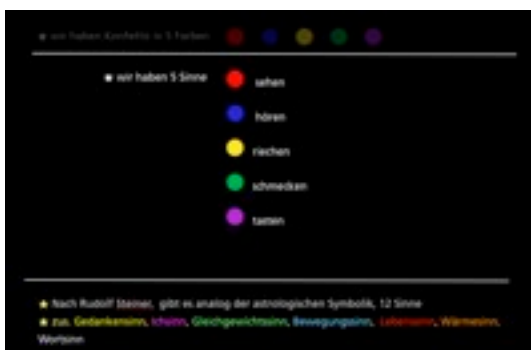 wir haben Konfettis in 5 Farben
wir haben 5 Sinne
sehen
hören
riechen
schmecken
tasten
Nach Rudolf Steiner, gibt es analog der astrologischen Symbolik, 12 Sinne
zus. Gedankensinn, Ichsinn, Gleichgewichtssinn, Bewegungssinn, Lebenssinn, Wärmesinn,
Wortsinn